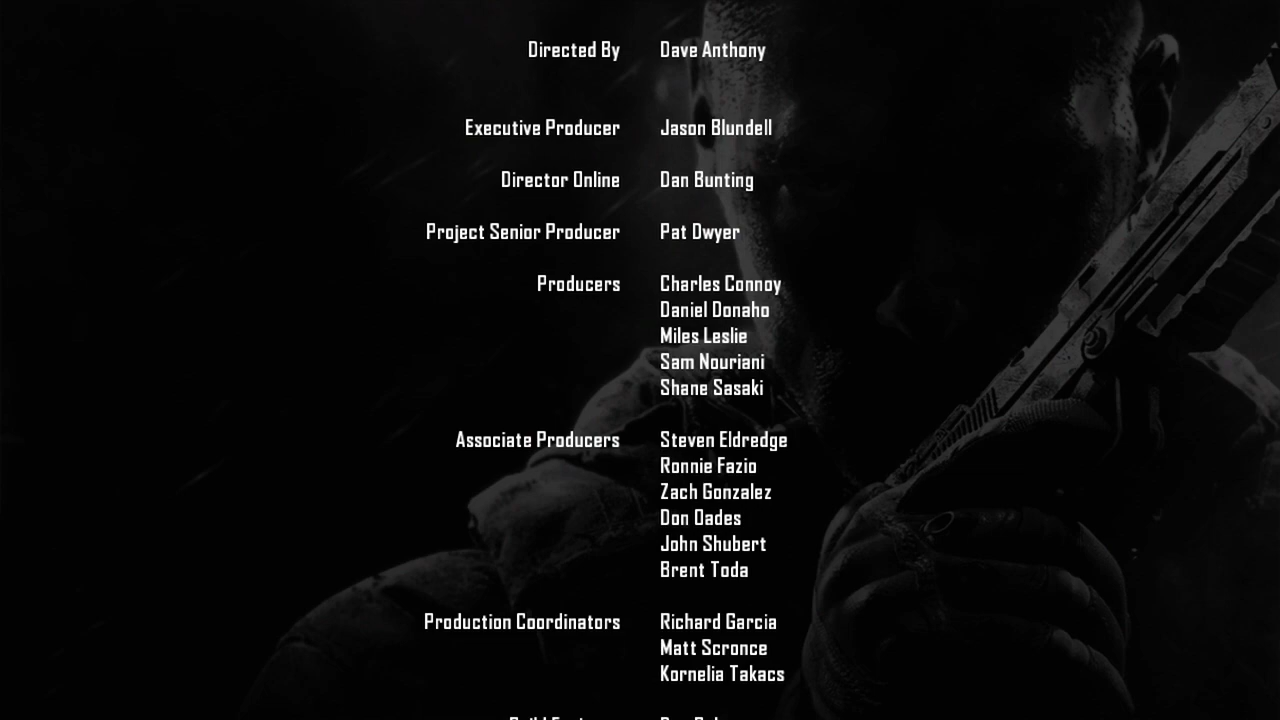 Directed By Dave Anthony
Executive Producer Jason Blundell
Director Online Dan Bunting
Project Senior Producer Pat Dwyer
Producers Charles Connoy
Daniel Donaho
Miles Leslie
Sam Nouriani
Shane Sasaki
Associate Producers Steven Eldredge
Ronnie Fazio
Zach Gonzalez
Don Oades
John Shubert
Brent Toda
Production Coordinators Richard Garcia
Matt Scronce
Kornelia Takacs